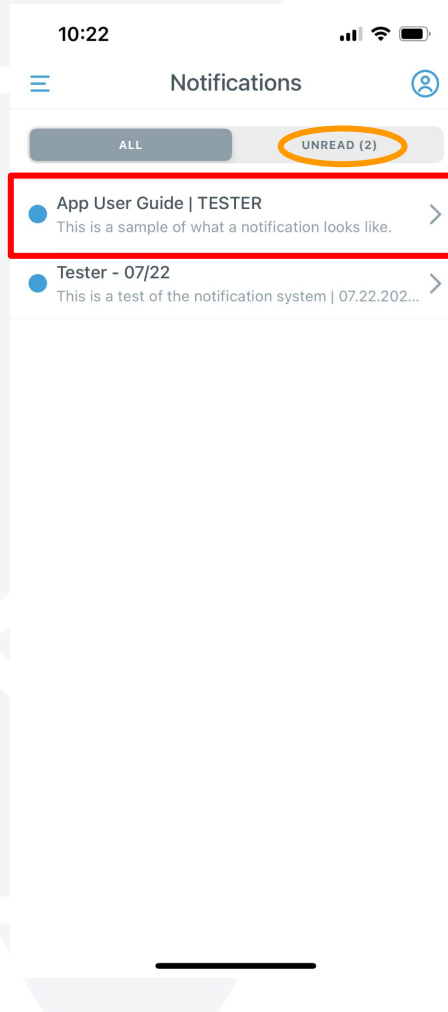 10:22
Notifications
ALL
UNREAD (2)
App User Guide | TESTER
This is a sample of what a notification looks like.
Tester - 07/22
This is a test of the notification system | 07.22.202...